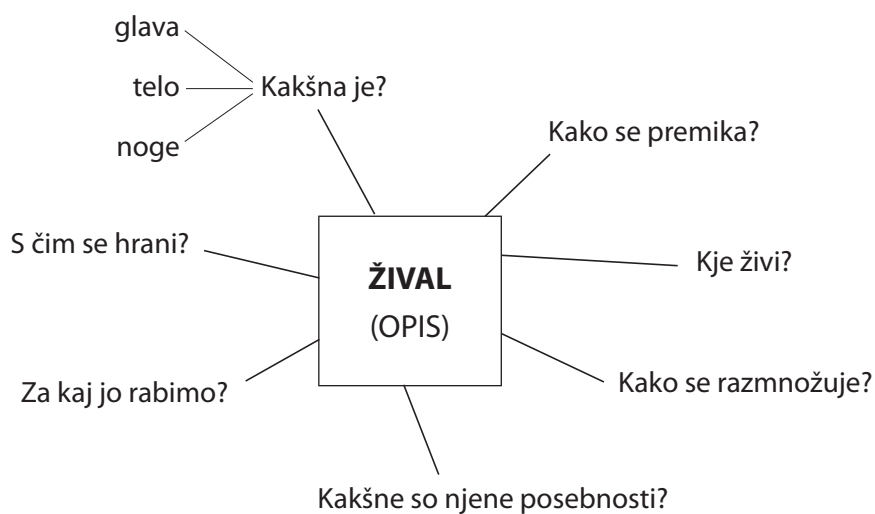 glava
telo
noge
Kakšna je?
Kako se premika?
S čim se hrani?
ŽIVAL
(OPIS)
Kje živi?
Za kaj jo rabimo?
Kako se razmnožuje?
Kakšne so njene posebnosti?